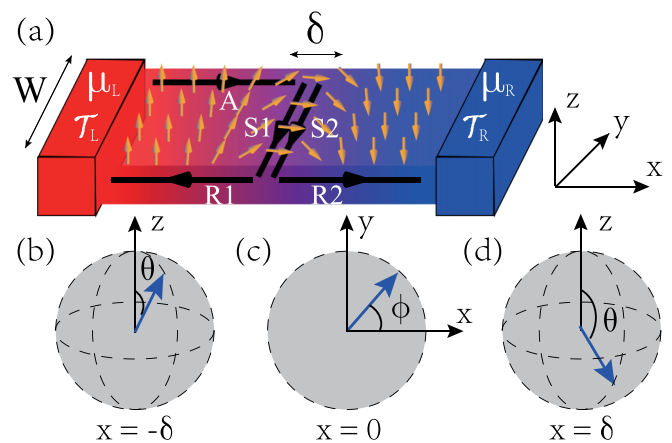 (a)
δ
W
μL
TL
A
S1
S2
μR
TR
R1
R2
z
y
x
(b)
z
θ
x = -δ
(c)
y
ϕ
x
x = 0
(d)
z
θ
x = δ